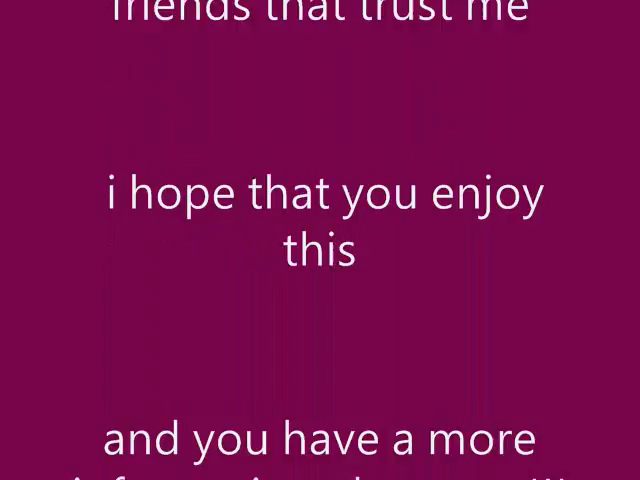 friends that trust me
i hope that you enjoy
this
and you have a more